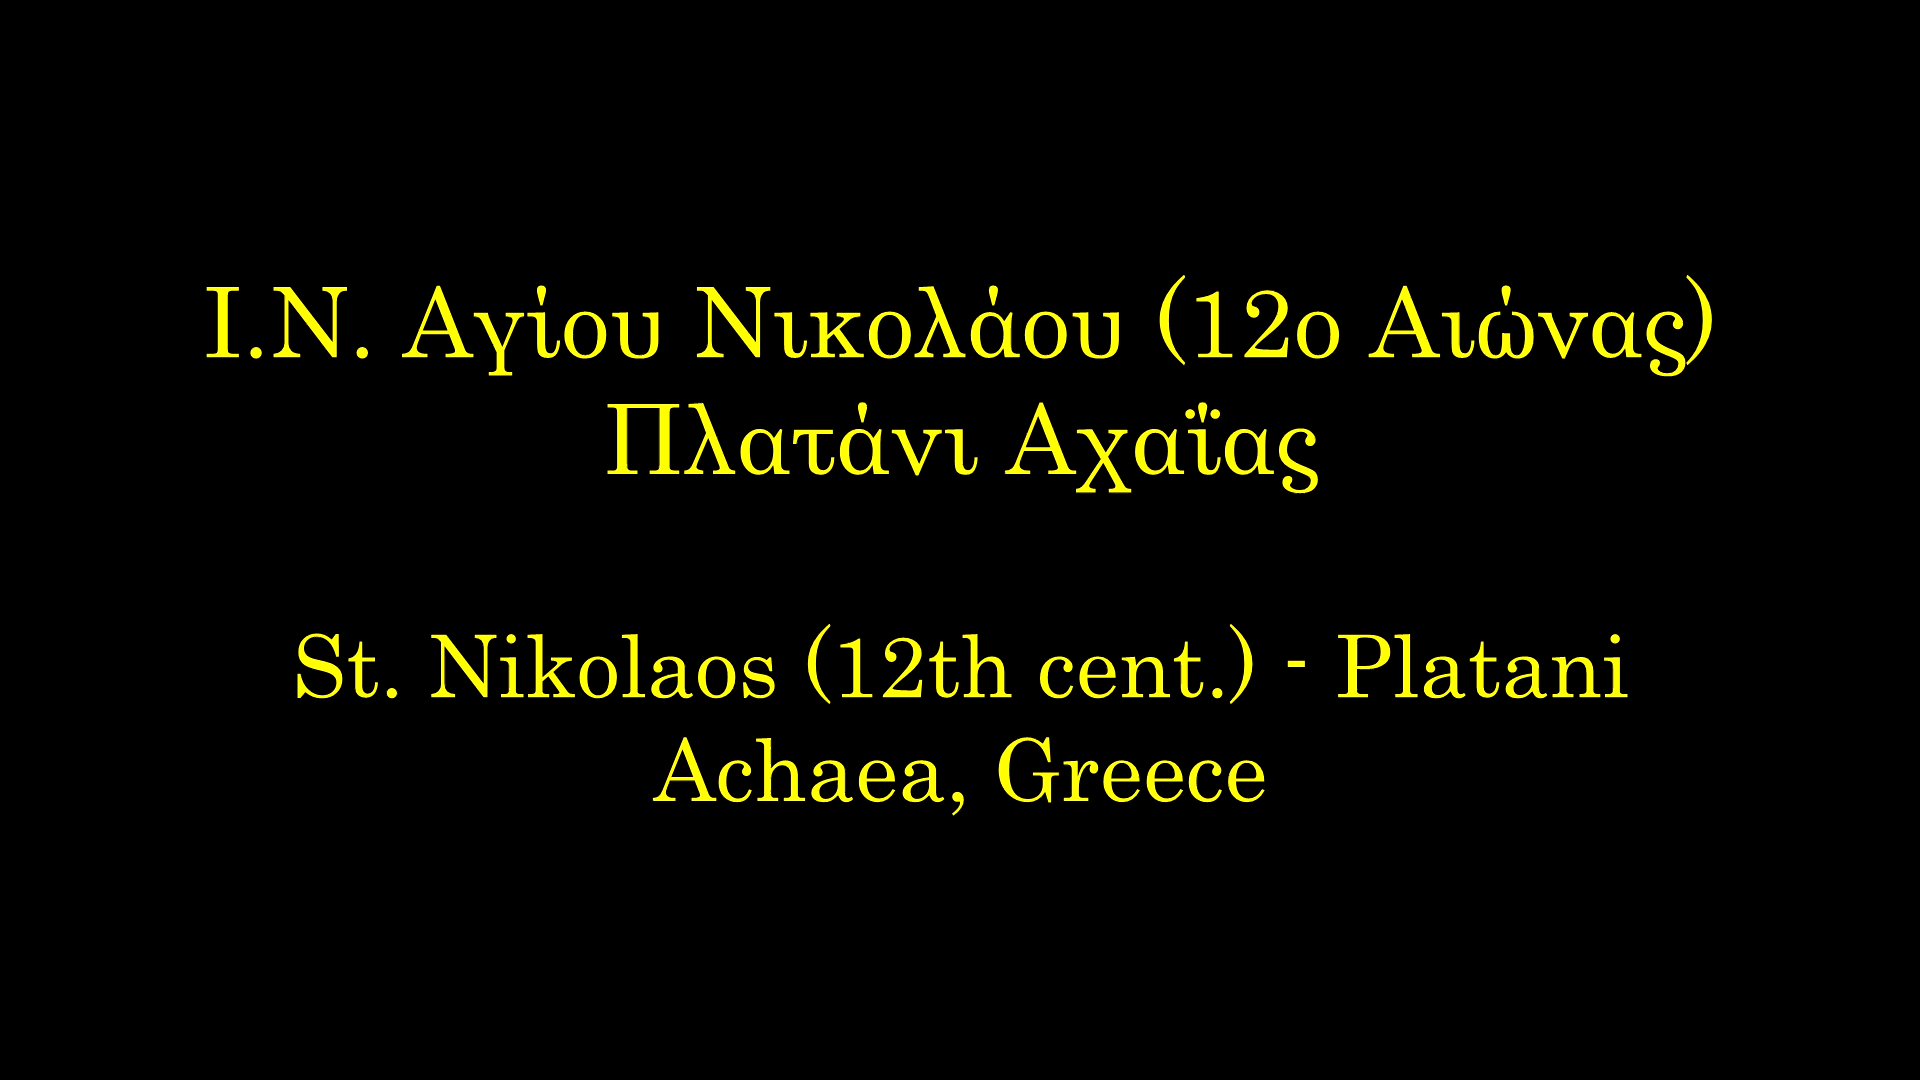 Ι.Ν. Αγίου Νικολάου (12ο Αιώνας)
Πλατάνι Αχαΐας
St. Nikolaos (12th cent.) - Platani
Achaea, Greece